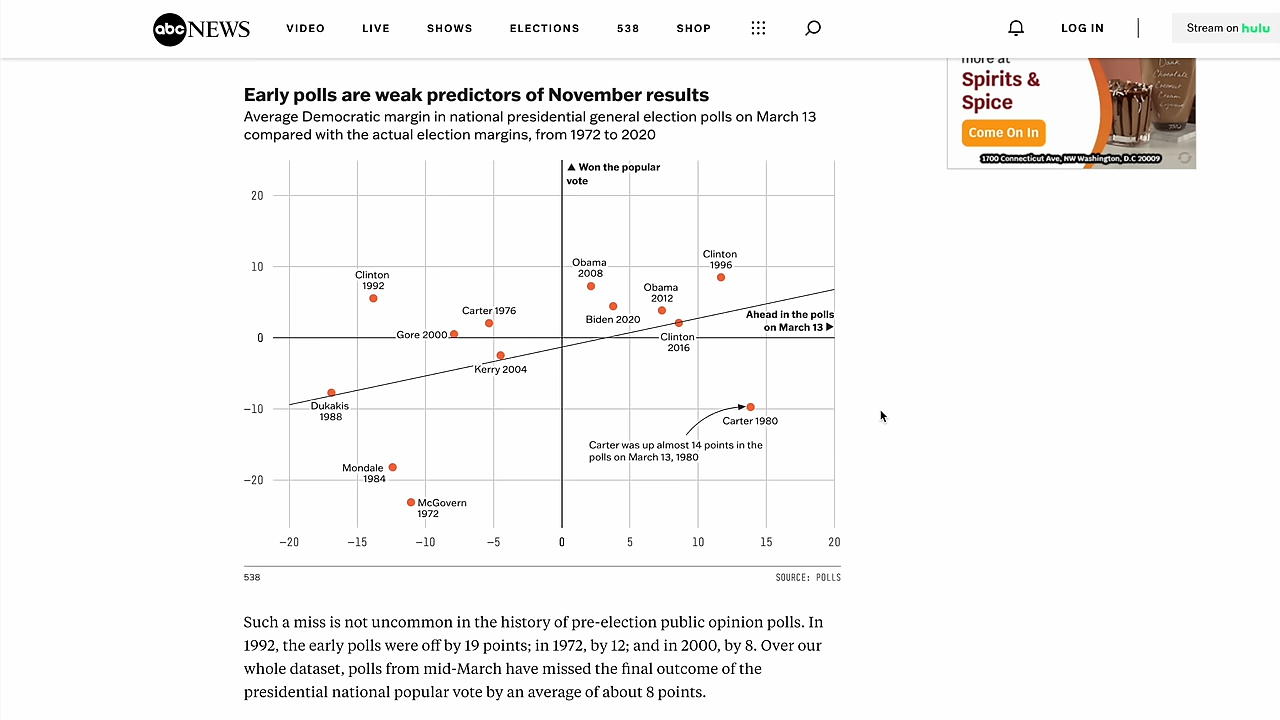 abc NEWS VIDEO LIVE SHOWS ELECTIONS 538 SHOP LOG IN Stream on hulu
more at
Spirits &
Spice
Come On In
1700 Connecticut Ave, NW Washington, D.C 20009
Early polls are weak predictors of November results
Average Democratic margin in national presidential general election polls on March 13
compared with the actual election margins, from 1972 to 2020
▲ Won the popular
vote
20
10
0
−10
−20
Clinton
1992
Carter 1976
Gore 2000
Kerry 2004
Dukakis
1988
Mondale
1984
McGovern
1972
Obama
2008
Biden 2020
Obama
2012
Clinton
1996
Clinton
2016
Ahead in the polls
on March 13 ▶
Carter 1980
Carter was up almost 14 points in the
polls on March 13, 1980
−20 −15 −10 −5 0 5 10 15 20
538 SOURCE: POLLS
Such a miss is not uncommon in the history of pre-election public opinion polls. In
1992, the early polls were off by 19 points; in 1972, by 12; and in 2000, by 8. Over our
whole dataset, polls from mid-March have missed the final outcome of the
presidential national popular vote by an average of about 8 points.